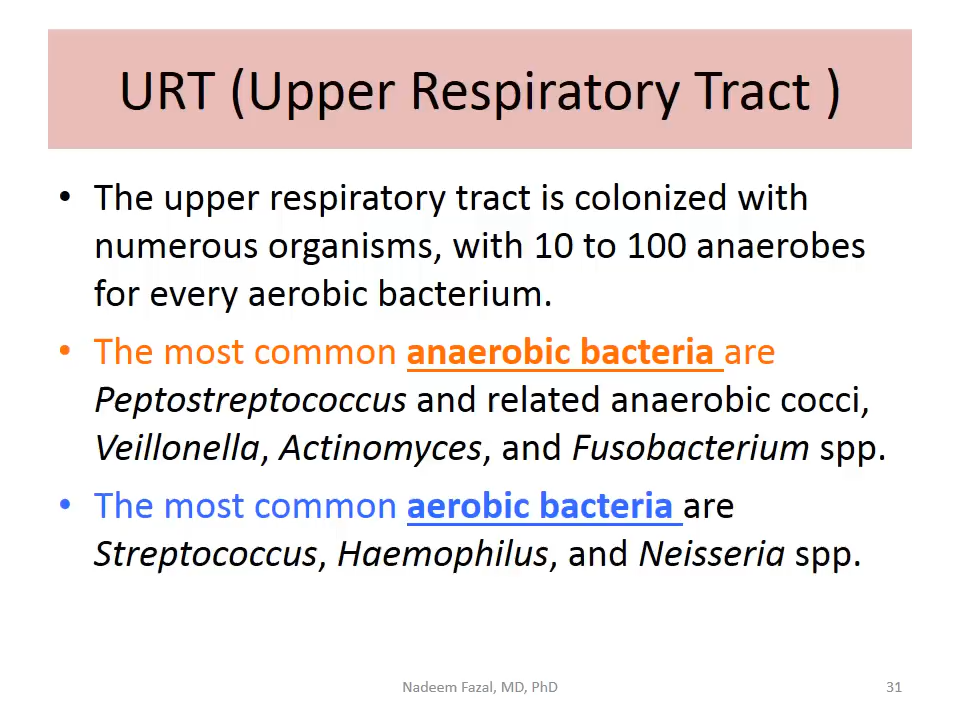 URT (Upper Respiratory Tract )
• The upper respiratory tract is colonized with
numerous organisms, with 10 to 100 anaerobes
for every aerobic bacterium.
• The most common anaerobic bacteria are
Peptostreptococcus and related anaerobic cocci,
Veillonella, Actinomyces, and Fusobacterium spp.
• The most common aerobic bacteria are
Streptococcus, Haemophilus, and Neisseria spp.
Nadeem Fazal, MD, PhD
31